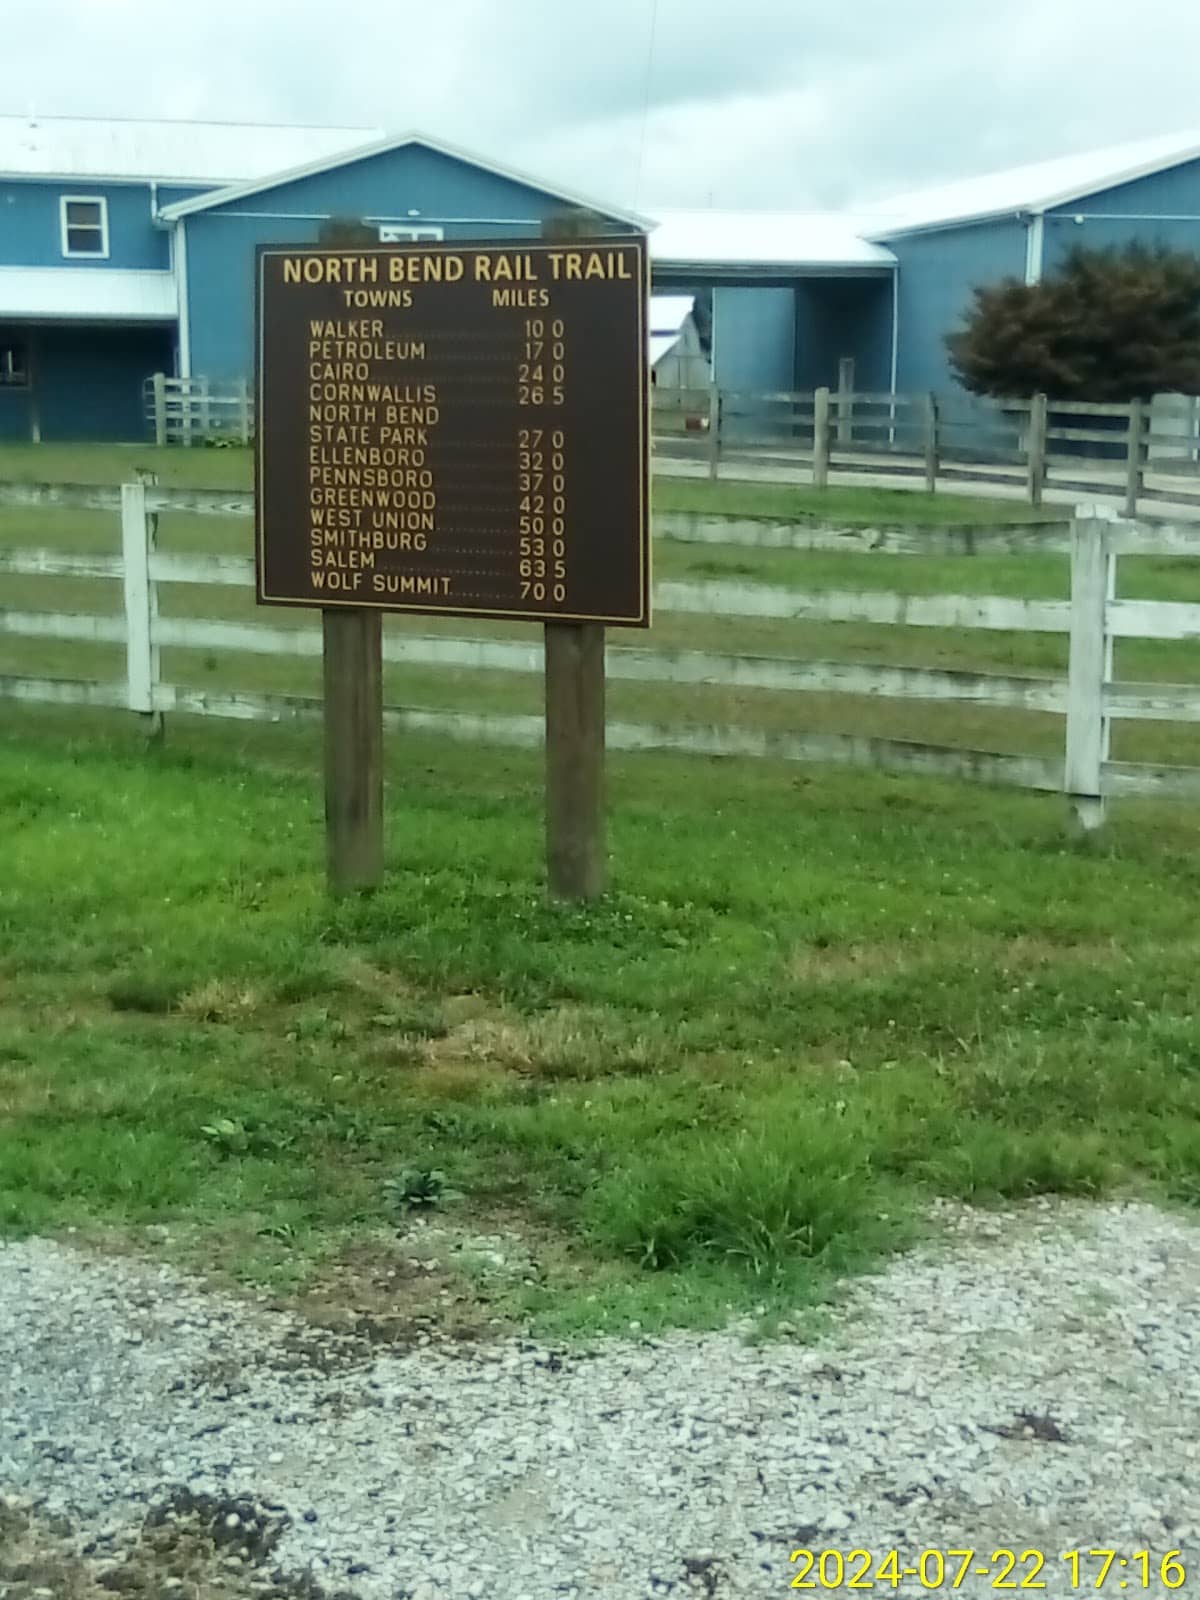 NORTH BEND RAIL TRAIL
TOWNS MILES
WALKER 10 0
PETROLEUM 17 0
CAIRO 24 0
CORNWALLIS 26 5
NORTH BEND
STATE PARK 27 0
ELLENBORO 32 0
PENNSBORO 37 0
GREENWOOD 42 0
WEST UNION 50 0
SMITHBURG 53 0
SALEM 63 5
WOLF SUMMIT 70 0
2024-07-22 17:16